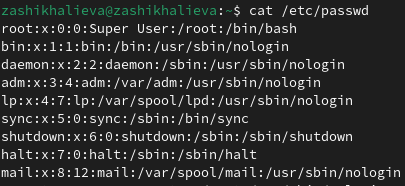 zashikhalieva@zashikhalieva:~$ cat /etc/passwd
root:x:0:0:Super User:/root:/bin/bash
bin:x:1:1:bin:/bin:/usr/sbin/nologin
daemon:x:2:2:daemon:/sbin:/usr/sbin/nologin
adm:x:3:4:adm:/var/adm:/usr/sbin/nologin
lp:x:4:7:lp:/var/spool/lpd:/usr/sbin/nologin
sync:x:5:0:sync:/sbin:/bin/sync
shutdown:x:6:0:shutdown:/sbin:/sbin/shutdown
halt:x:7:0:halt:/sbin:/sbin/halt
mail:x:8:12:mail:/var/spool/mail:/usr/sbin/nologin